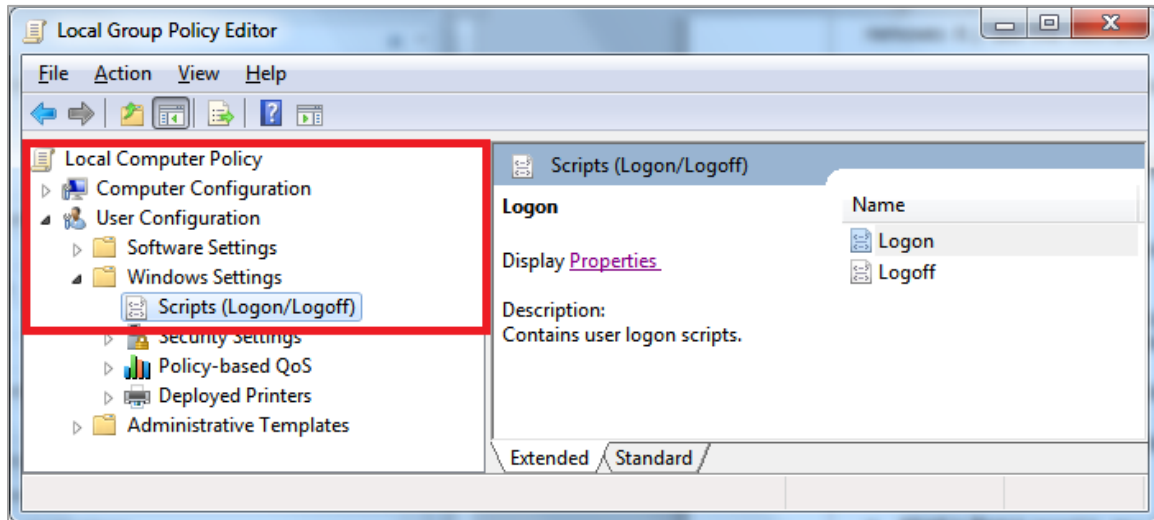 Local Group Policy Editor
File Action View Help
Local Computer Policy
Computer Configuration
User Configuration
Software Settings
Windows Settings
Scripts (Logon/Logoff)
Security Settings
Policy-based QoS
Deployed Printers
Administrative Templates
Scripts (Logon/Logoff)
Logon
Display Properties
Description:
Contains user logon scripts.
Name
Logon
Logoff
Extended Standard